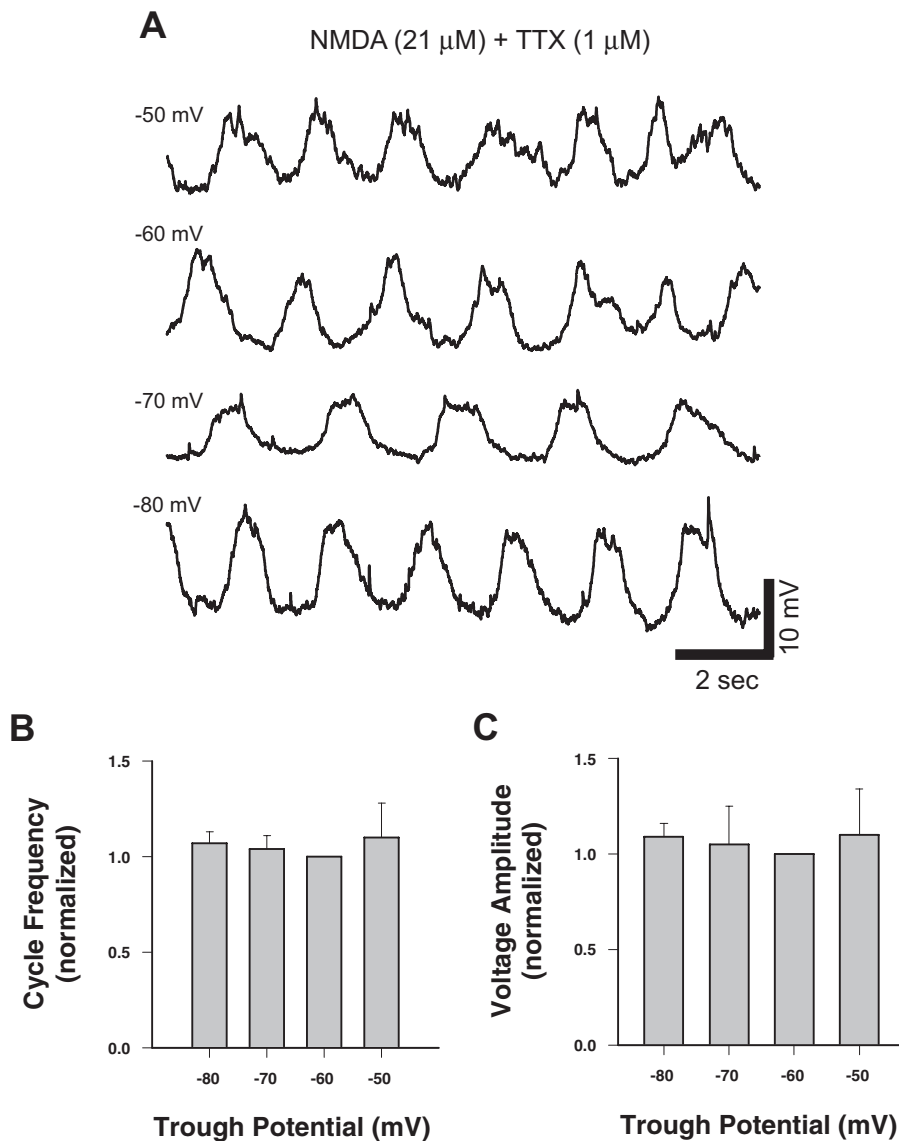 A
NMDA (21 μM) + TTX (1 μM)
-50 mV
-60 mV
-70 mV
-80 mV
10 mV
2 sec
B
Cycle Frequency
(normalized)
1.5
1.0
0.5
0.0
-80 -70 -60 -50
Trough Potential (mV)
C
Voltage Amplitude
(normalized)
1.5
1.0
0.5
0.0
-80 -70 -60 -50
Trough Potential (mV)